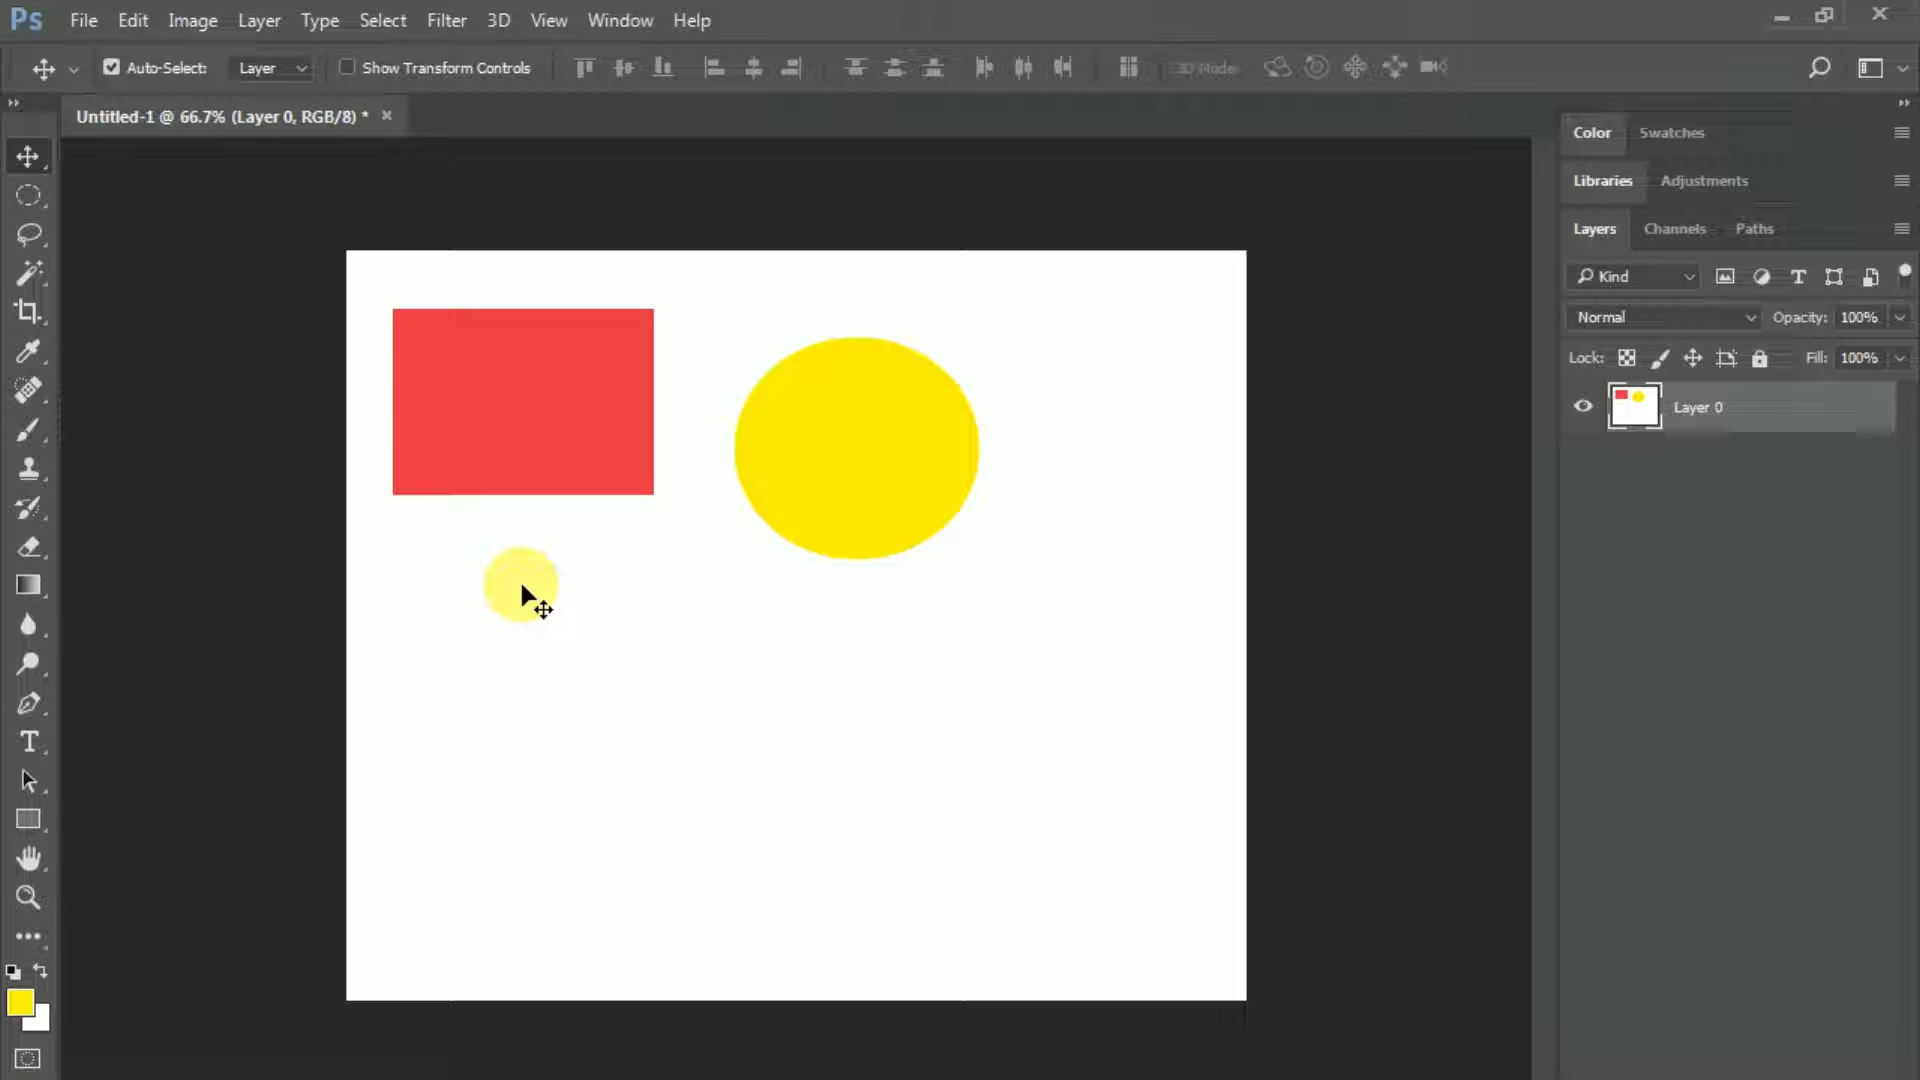 Ps File Edit Image Layer Type Select Filter 3D View Window Help
Auto-Select: Layer Show Transform Controls 3D Mode:
Untitled-1 @ 66.7% (Layer 0, RGB/8) *
Color Swatches
Libraries Adjustments
Layers Channels Paths
Kind
Normal Opacity: 100%
Lock: Fill: 100%
Layer 0